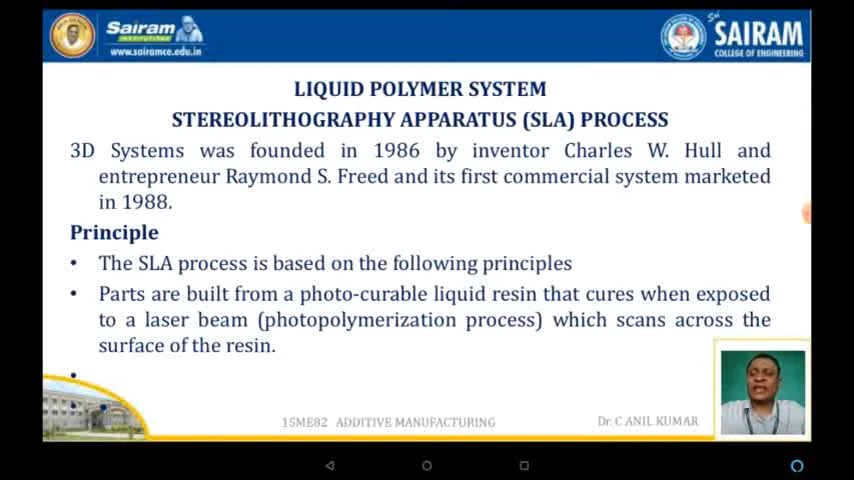 Sairam
INSTITUTIONS
www.sairamce.edu.in
Sri
SAIRAM
COLLEGE OF ENGINEERING
LIQUID POLYMER SYSTEM
STEREOLITHOGRAPHY APPARATUS (SLA) PROCESS
3D Systems was founded in 1986 by inventor Charles W. Hull and
entrepreneur Raymond S. Freed and its first commercial system marketed
in 1988.
Principle
• The SLA process is based on the following principles
• Parts are built from a photo-curable liquid resin that cures when exposed
to a laser beam (photopolymerization process) which scans across the
surface of the resin.
15ME82 ADDITIVE MANUFACTURING
Dr. C ANIL KUMAR